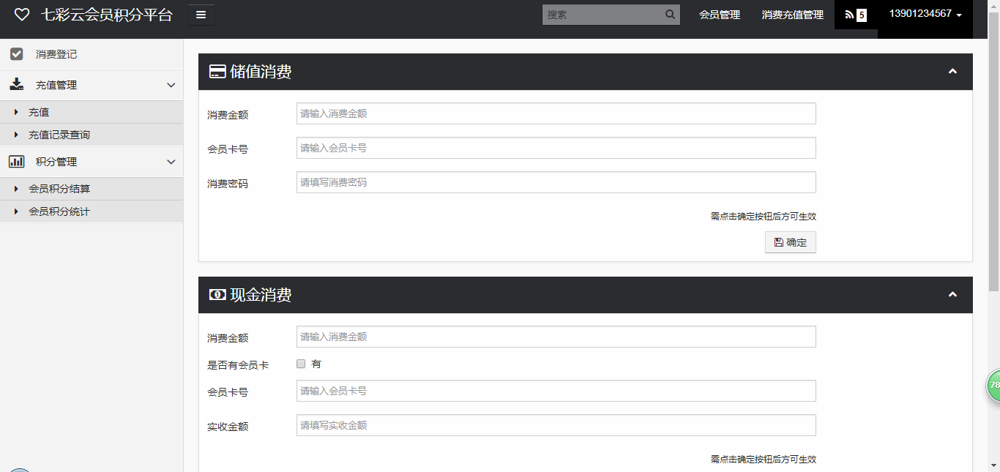 七彩云会员积分平台
搜索
会员管理
消费充值管理
5
13901234567
消费登记
充值管理
充值
充值记录查询
积分管理
会员积分结算
会员积分统计
储值消费
消费金额 请输入消费金额
会员卡号 请输入会员卡号
消费密码 请填写消费密码
需点击确定按钮后方可生效
确定
现金消费
消费金额 请输入消费金额
是否有会员卡 有
会员卡号 请输入会员卡号
实收金额 请填写实收金额
需点击确定按钮后方可生效
78